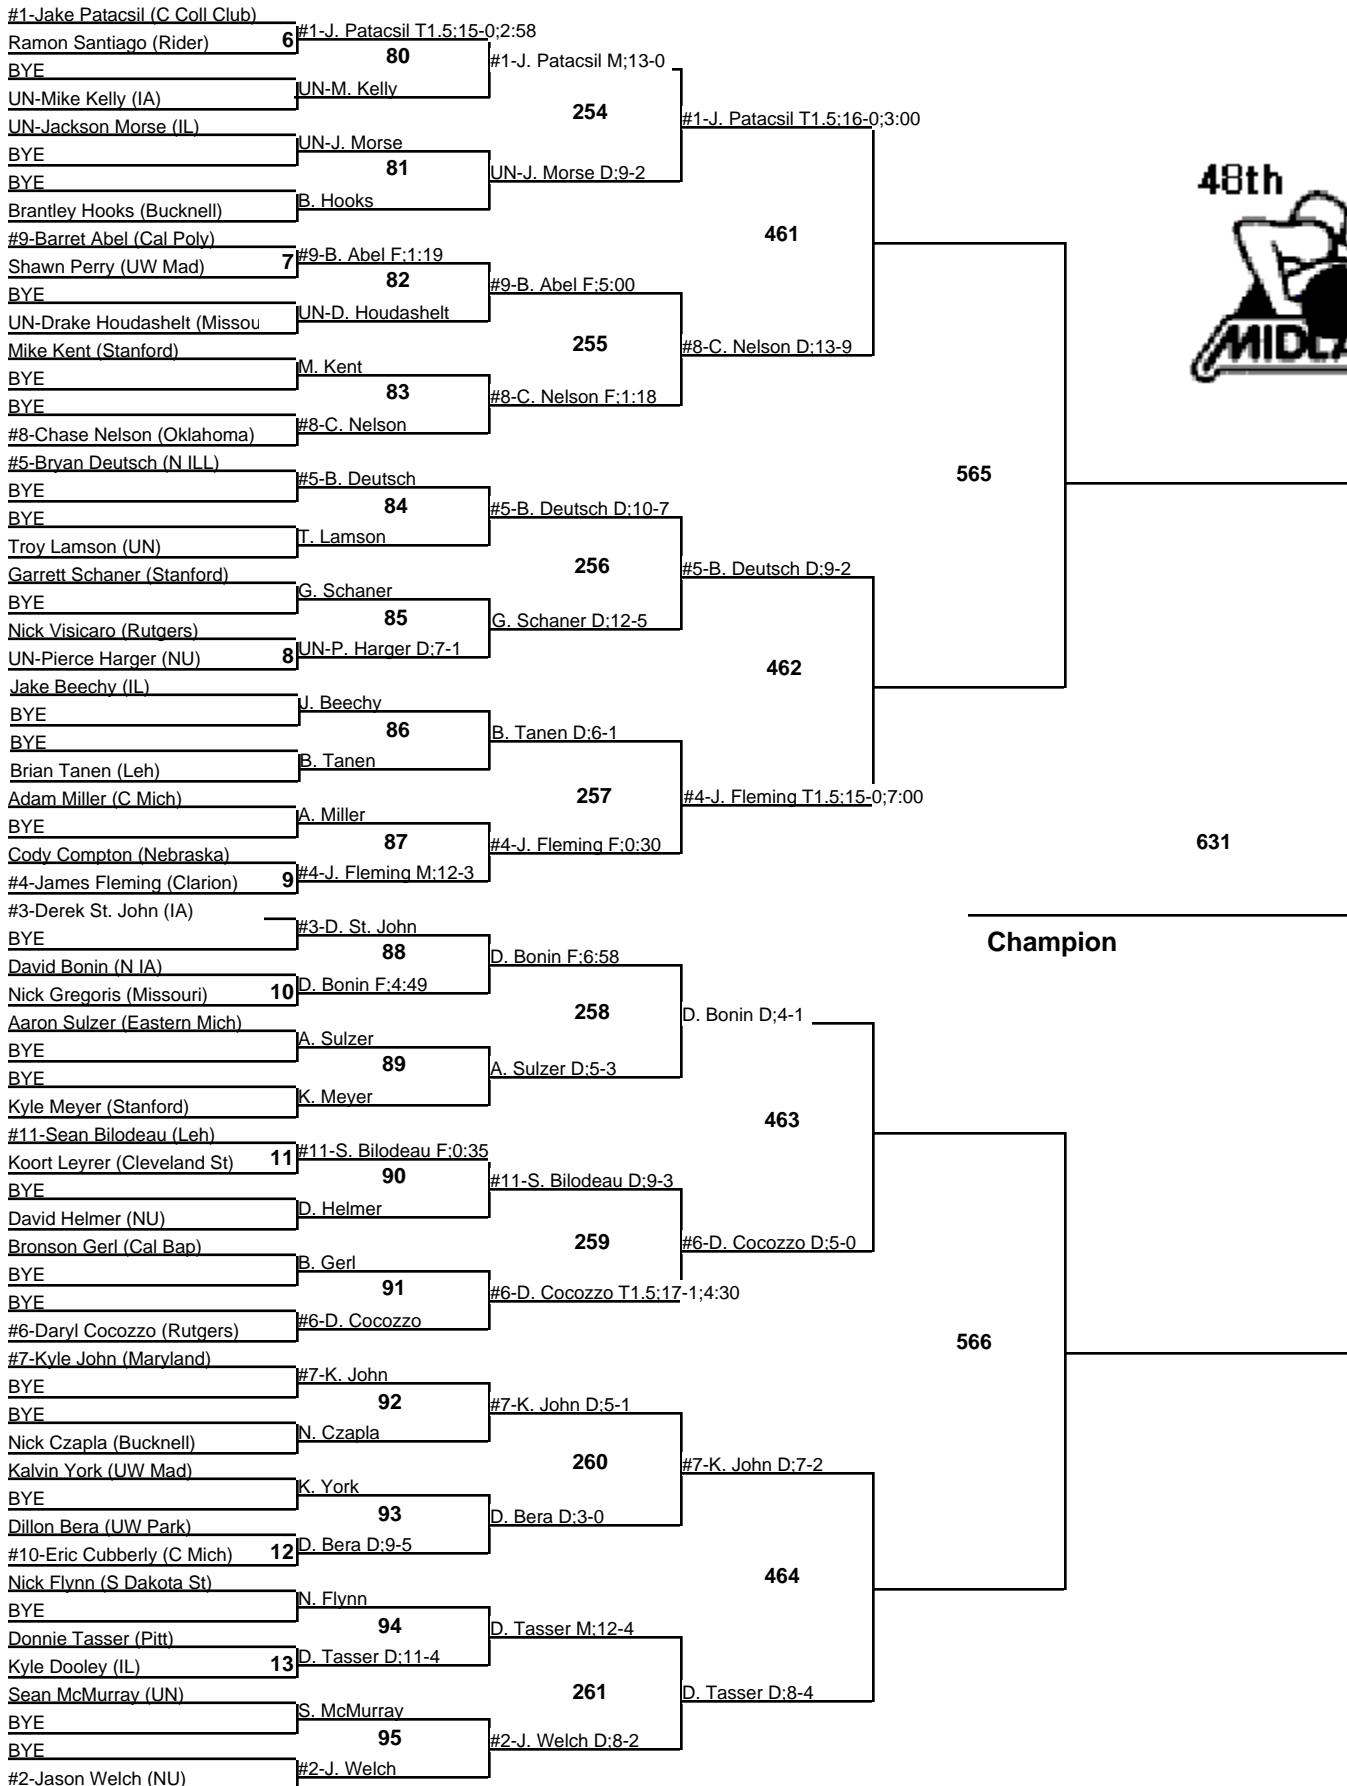 #1-Jake Patacsil (C Coll Club)
Ramon Santiago (Rider)
6
#1-J. Patacsil T1.5;15-0;2:58
BYE
80
#1-J. Patacsil M;13-0
UN-Mike Kelly (IA)
UN-M. Kelly
254
UN-Jackson Morse (IL)
#1-J. Patacsil T1.5;16-0;3:00
BYE
UN-J. Morse
BYE
81
UN-J. Morse D;9-2
48th
Brantley Hooks (Bucknell)
B. Hooks
#9-Barret Abel (Cal Poly)
461
Shawn Perry (UW Mad)
7
#9-B. Abel F;1:19
BYE
82
#9-B. Abel F;5:00
UN-Drake Houdashelt (Missou
UN-D. Houdashelt
255
Mike Kent (Stanford)
#8-C. Nelson D;13-9
MIDLA
BYE
M. Kent
BYE
83
#8-C. Nelson F;1:18
#8-Chase Nelson (Oklahoma)
#8-C. Nelson
#5-Bryan Deutsch (N ILL)
565
BYE
#5-B. Deutsch
BYE
84
#5-B. Deutsch D;10-7
Troy Lamson (UN)
T. Lamson
256
Garrett Schaner (Stanford)
#5-B. Deutsch D;9-2
BYE
G. Schaner
Nick Visicaro (Rutgers)
85
G. Schaner D;12-5
UN-Pierce Harger (NU)
8
UN-P. Harger D;7-1
462
Jake Beechy (IL)
BYE
J. Beechy
BYE
86
B. Tanen D;6-1
Brian Tanen (Leh)
B. Tanen
257
Adam Miller (C Mich)
#4-J. Fleming T1.5;15-0;7:00
BYE
A. Miller
Cody Compton (Nebraska)
87
#4-J. Fleming F;0:30
631
#4-James Fleming (Clarion)
9
#4-J. Fleming M;12-3
#3-Derek St. John (IA)
BYE
#3-D. St. John
Champion
David Bonin (N IA)
88
D. Bonin F;6:58
Nick Gregoris (Missouri)
10
D. Bonin F;4:49
258
Aaron Sulzer (Eastern Mich)
D. Bonin D;4-1
BYE
A. Sulzer
BYE
89
A. Sulzer D;5-3
Kyle Meyer (Stanford)
K. Meyer
463
#11-Sean Bilodeau (Leh)
Koort Leyrer (Cleveland St)
11
#11-S. Bilodeau F;0:35
BYE
90
#11-S. Bilodeau D;9-3
David Helmer (NU)
D. Helmer
259
Bronson Gerl (Cal Bap)
#6-D. Cocozzo D;5-0
BYE
B. Gerl
BYE
91
#6-D. Cocozzo T1.5;17-1;4:30
#6-Daryl Cocozzo (Rutgers)
#6-D. Cocozzo
566
#7-Kyle John (Maryland)
BYE
#7-K. John
BYE
92
#7-K. John D;5-1
Nick Czapla (Bucknell)
N. Czapla
260
Kalvin York (UW Mad)
#7-K. John D;7-2
BYE
K. York
Dillon Bera (UW Park)
93
D. Bera D;3-0
#10-Eric Cubberly (C Mich)
12
D. Bera D;9-5
464
Nick Flynn (S Dakota St)
BYE
N. Flynn
Donnie Tasser (Pitt)
94
D. Tasser M;12-4
Kyle Dooley (IL)
13
D. Tasser D;11-4
261
Sean McMurray (UN)
D. Tasser D;8-4
BYE
S. McMurray
BYE
95
#2-J. Welch D;8-2
#2-Jason Welch (NU)
#2-J. Welch